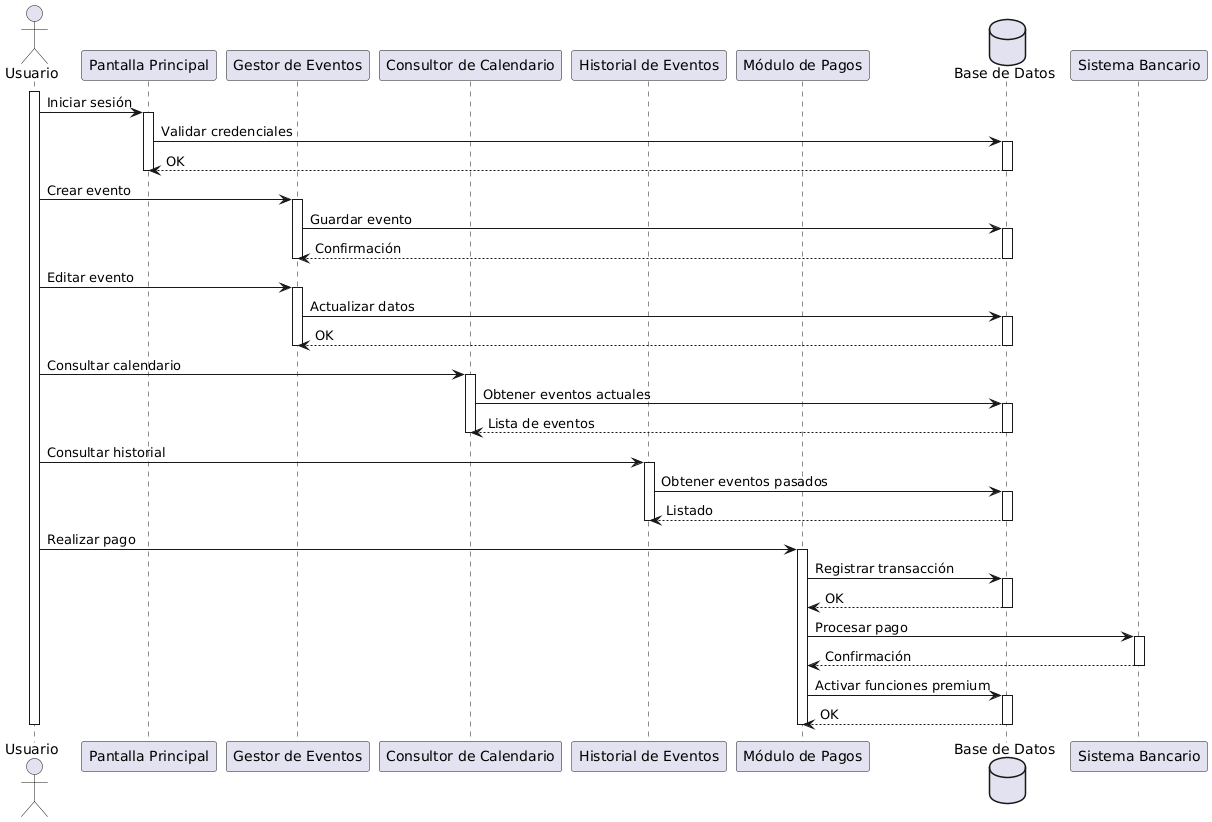 Usuario
Pantalla Principal
Gestor de Eventos
Consultor de Calendario
Historial de Eventos
Módulo de Pagos
Base de Datos
Sistema Bancario
Iniciar sesión
Validar credenciales
OK
Crear evento
Guardar evento
Confirmación
Editar evento
Actualizar datos
OK
Consultar calendario
Obtener eventos actuales
Lista de eventos
Consultar historial
Obtener eventos pasados
Listado
Realizar pago
Registrar transacción
OK
Procesar pago
Confirmación
Activar funciones premium
OK
Usuario
Pantalla Principal
Gestor de Eventos
Consultor de Calendario
Historial de Eventos
Módulo de Pagos
Base de Datos
Sistema Bancario